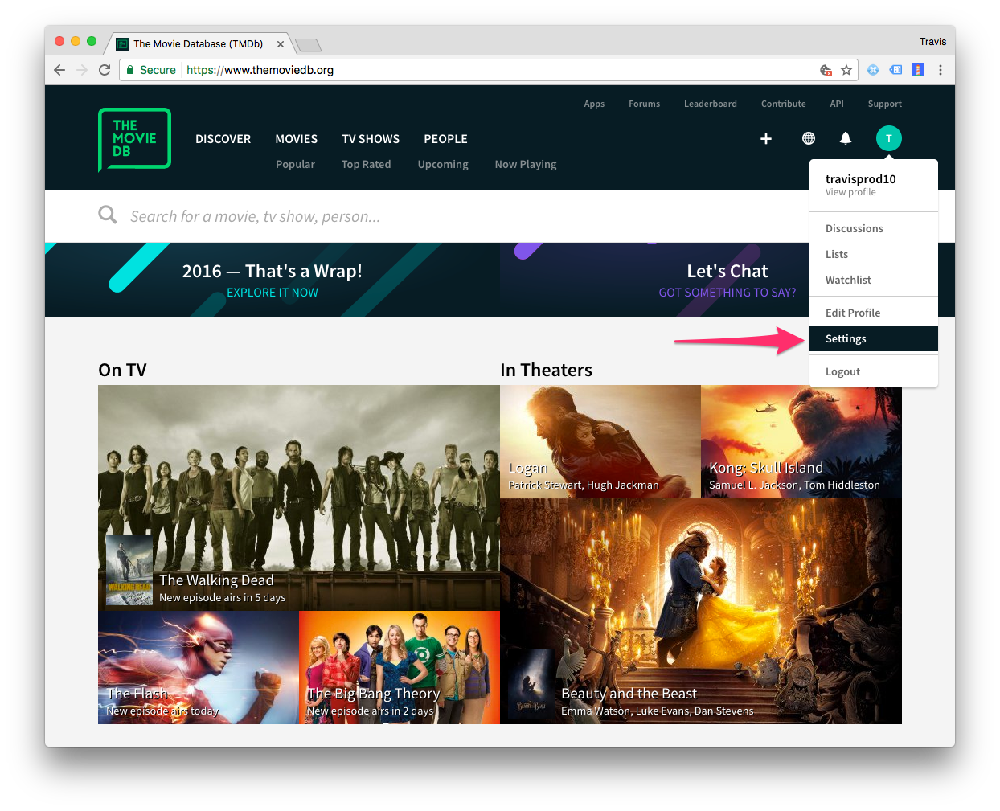 The Movie Database (TMDb)
Travis
Secure
https://www.themoviedb.org
Apps
Forums
Leaderboard
Contribute
API
Support
THE
MOVIE
DB
DISCOVER
MOVIES
TV SHOWS
PEOPLE
T
Popular
Top Rated
Upcoming
Now Playing
travisprod10
View profile
Discussions
Lists
Watchlist
Edit Profile
Settings
Logout
Search for a movie, tv show, person...
2016 — That's a Wrap!
EXPLORE IT NOW
Let's Chat
GOT SOMETHING TO SAY?
On TV
In Theaters
Logan
Patrick Stewart, Hugh Jackman
Kong: Skull Island
Samuel L. Jackson, Tom Hiddleston
WALKING DEAD
The Walking Dead
New episode airs in 5 days
The Flash
New episode airs today
The Big Bang Theory
New episode airs in 2 days
Beauty and the Beast
Emma Watson, Luke Evans, Dan Stevens